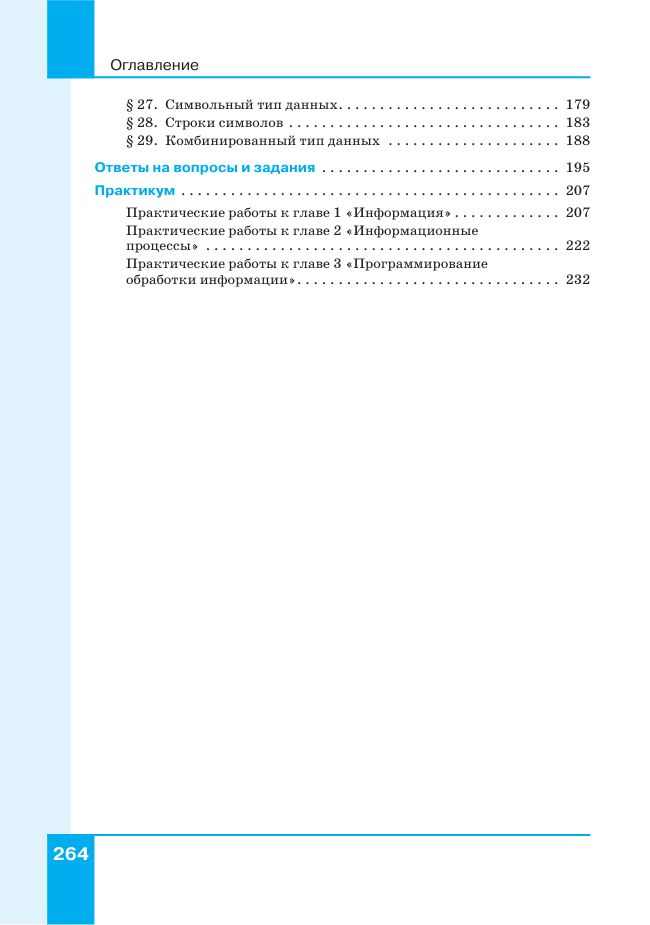 Оглавление
§ 27. Символьный тип данных. . . . . . . . . . . . . . . . . . . . . . . . . . . 179
§ 28. Строки символов . . . . . . . . . . . . . . . . . . . . . . . . . . . . . . . . . 183
§ 29. Комбинированный тип данных . . . . . . . . . . . . . . . . . . . . . 188
Ответы на вопросы и задания . . . . . . . . . . . . . . . . . . . . . . . . . . . . . 195
Практикум . . . . . . . . . . . . . . . . . . . . . . . . . . . . . . . . . . . . . . . . . . . . . . 207
Практические работы к главе 1 «Информация» . . . . . . . . . . . . . 207
Практические работы к главе 2 «Информационные
процессы» . . . . . . . . . . . . . . . . . . . . . . . . . . . . . . . . . . . . . . . . . . . 222
Практические работы к главе 3 «Программирование
обработки информации». . . . . . . . . . . . . . . . . . . . . . . . . . . . . . . . 232
264